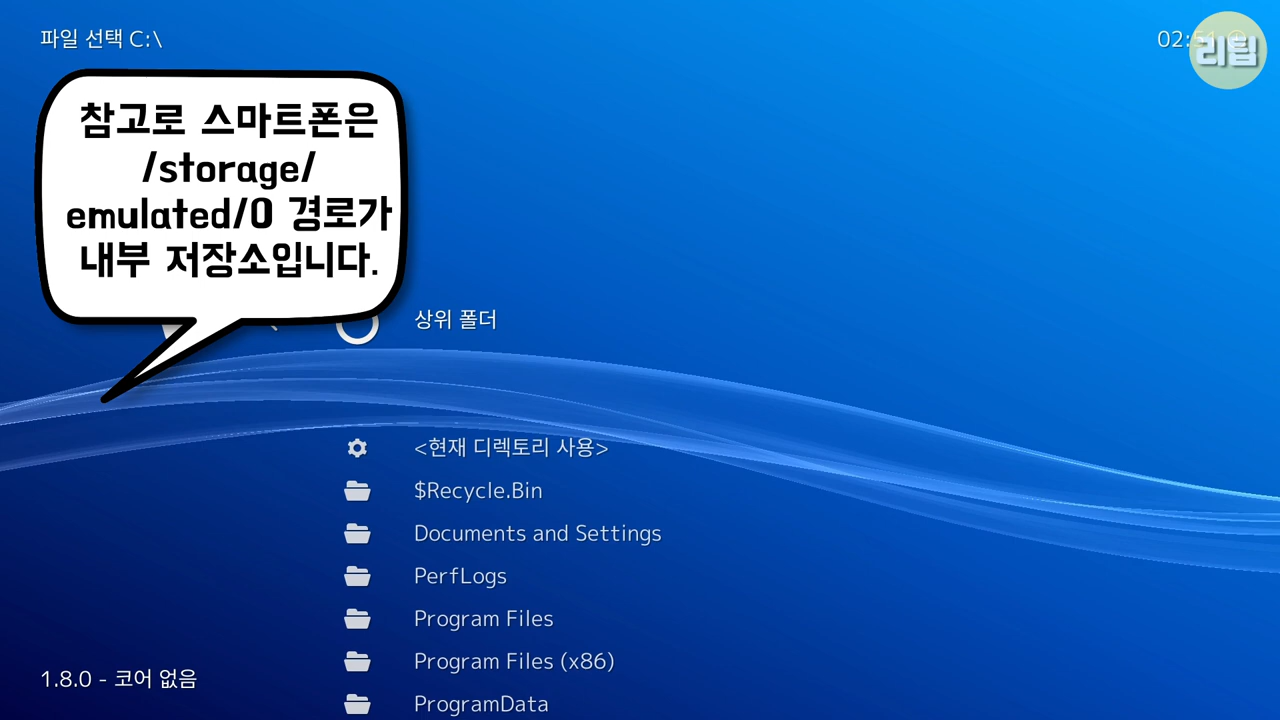 파일 선택 C:\
02:51
리팁
참고로 스마트폰은
/storage/
emulated/0 경로가
내부 저장소입니다.
상위 폴더
<현재 디렉토리 사용>
$Recycle.Bin
Documents and Settings
PerfLogs
Program Files
Program Files (x86)
ProgramData
1.8.0 - 코어 없음